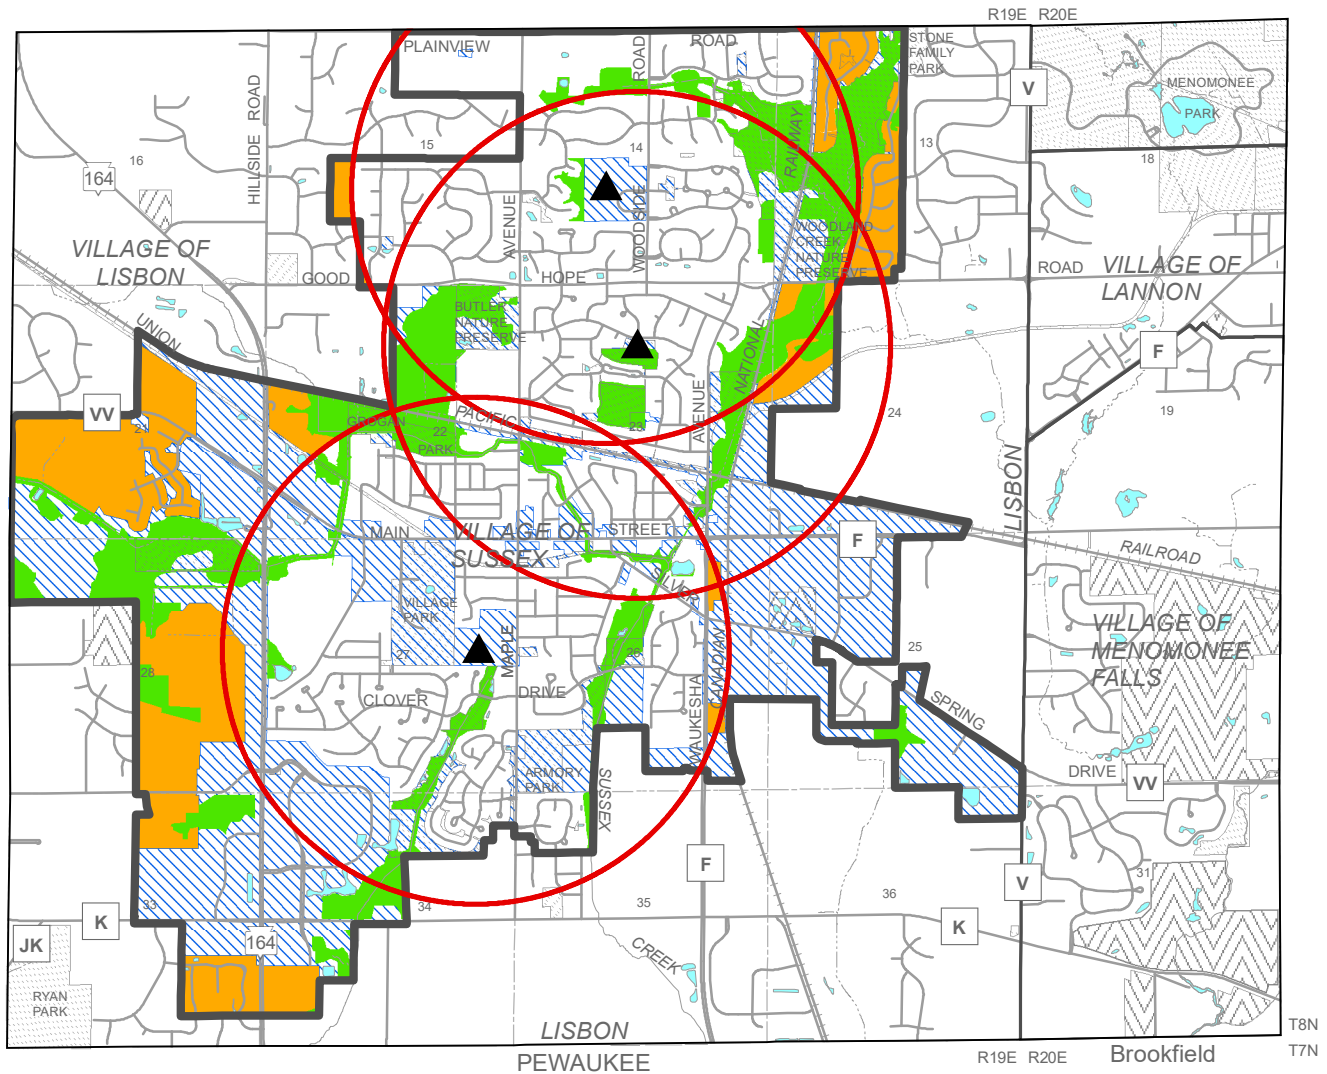 R19E R20E
PLAINVIEW
ROAD
ROAD
STONE
FAMILY
PARK
V
MENOMONEE
PARK
HILLSIDE ROAD
16
15
14
13
18
164
RAILWAY
AVENUE
WOODSIDE
WOODLAND
CREEK
NATURE
PRESERVE
VILLAGE OF
LISBON
GOOD
HOPE
ROAD
VILLAGE OF
LANNON
UNION
BUTLER
NATURE
PRESERVE
NATIONAL
F
V
VV
21
GROGAN
PACIFIC
22
PARK
23
AVENUE
24
19
LISBON
MAIN
VILLAGE OF
SUSSEX
STREET
F
RAILROAD
SILVER
VILLAGE
PARK
27
MAPLE
26
25
28
CANADIAN
VILLAGE OF
MENOMONEE
FALLS
CLOVER
DRIVE
WAUKESHA
SPRING
ARMORY
PARK
SUSSEX
DRIVE
VV
F
V
31
33
34
35
36
K
K
JK
164
CREEK
RYAN
PARK
LISBON
PEWAUKEE
R19E R20E
Brookfield
T8N
T7N